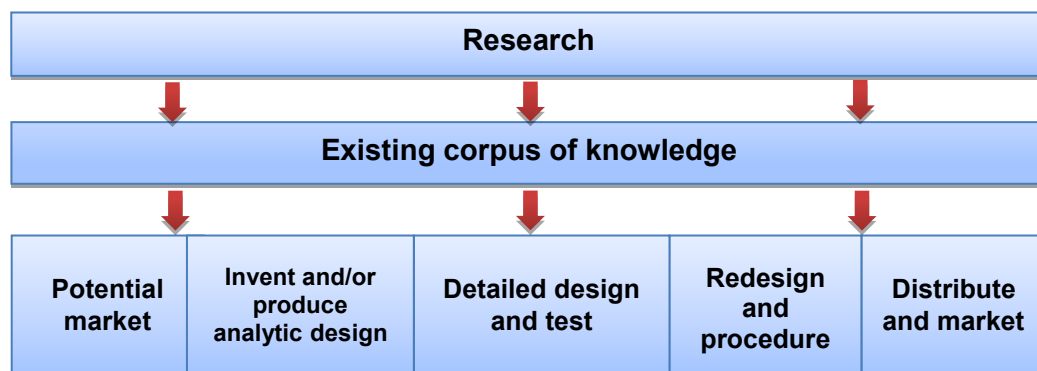 Research
Existing corpus of knowledge
Potential
market
Invent and/or
produce
analytic design
Detailed design
and test
Redesign
and
procedure
Distribute
and market